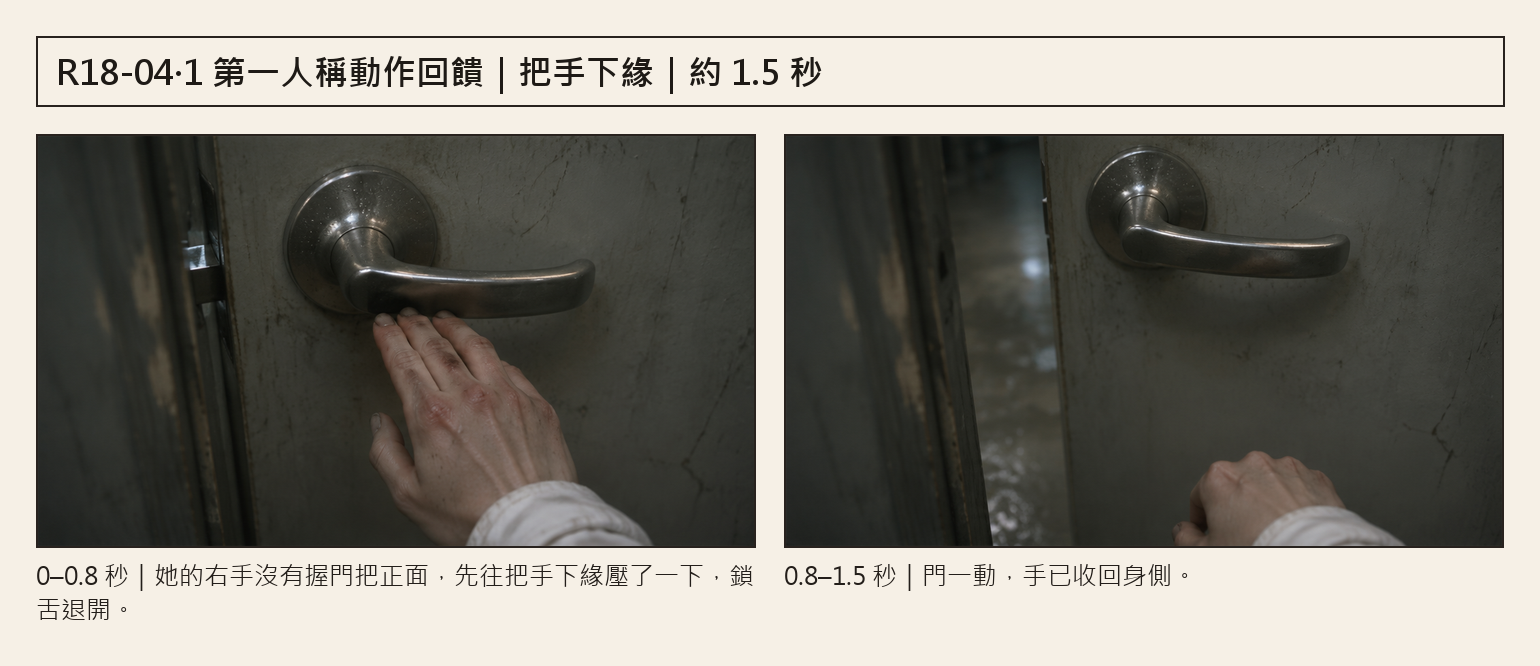 R18-04·1 第一人稱動作回饋｜把手下緣｜約 1.5 秒
0–0.8 秒｜她的右手沒有握門把正面，先往把手下緣壓了一下，鎖
舌退開。
0.8–1.5 秒｜門一動，手已收回身側。